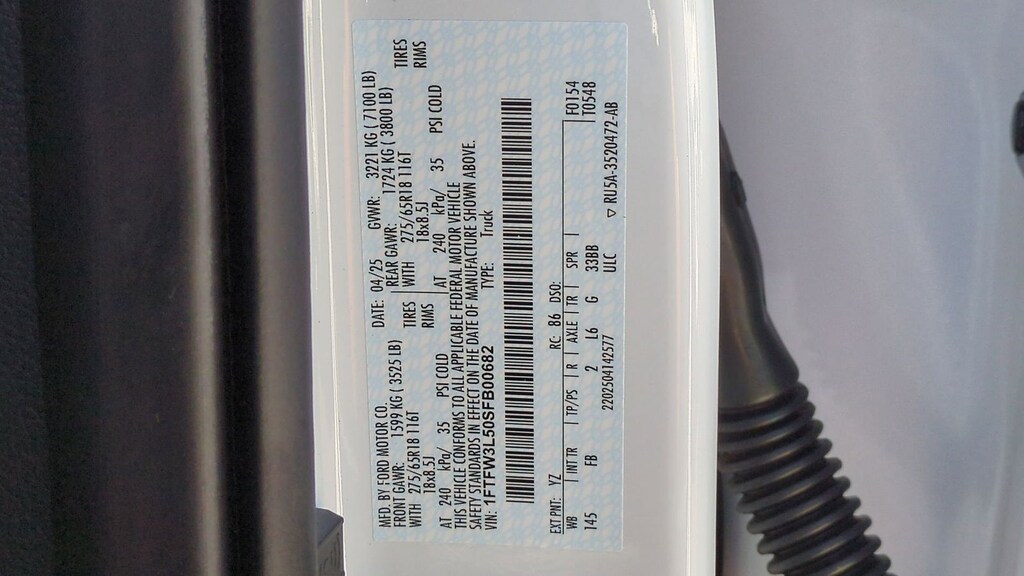 MFD. BY FORD MOTOR CO.
DATE: 04/25 GVWR: 3221 KG ( 7100 LB)
FRONT GAWR: 1599 KG ( 3525 LB)
REAR GAWR: 1724 KG ( 3800 LB)
WITH 275/65R18 116T TIRES
WITH 275/65R18 116T TIRES
18x8.5J RIMS
18x8.5J RIMS
AT 240 kPa/ 35 PSI COLD
AT 240 kPa/ 35 PSI COLD
THIS VEHICLE CONFORMS TO ALL APPLICABLE FEDERAL MOTOR VEHICLE
SAFETY STANDARDS IN EFFECT ON THE DATE OF MANUFACTURE SHOWN ABOVE.
VIN: 1FTFW3L50SFB00682 TYPE: Truck
EXT PNT: YZ RC: 86 DSO: F0154
WB | INT TR | TP/PS | R | AXLE | TR | SPR | T0548
145 FB 2 L6 G 33BB
2202504142577 ULC ▽ RU5A-3520472-AB